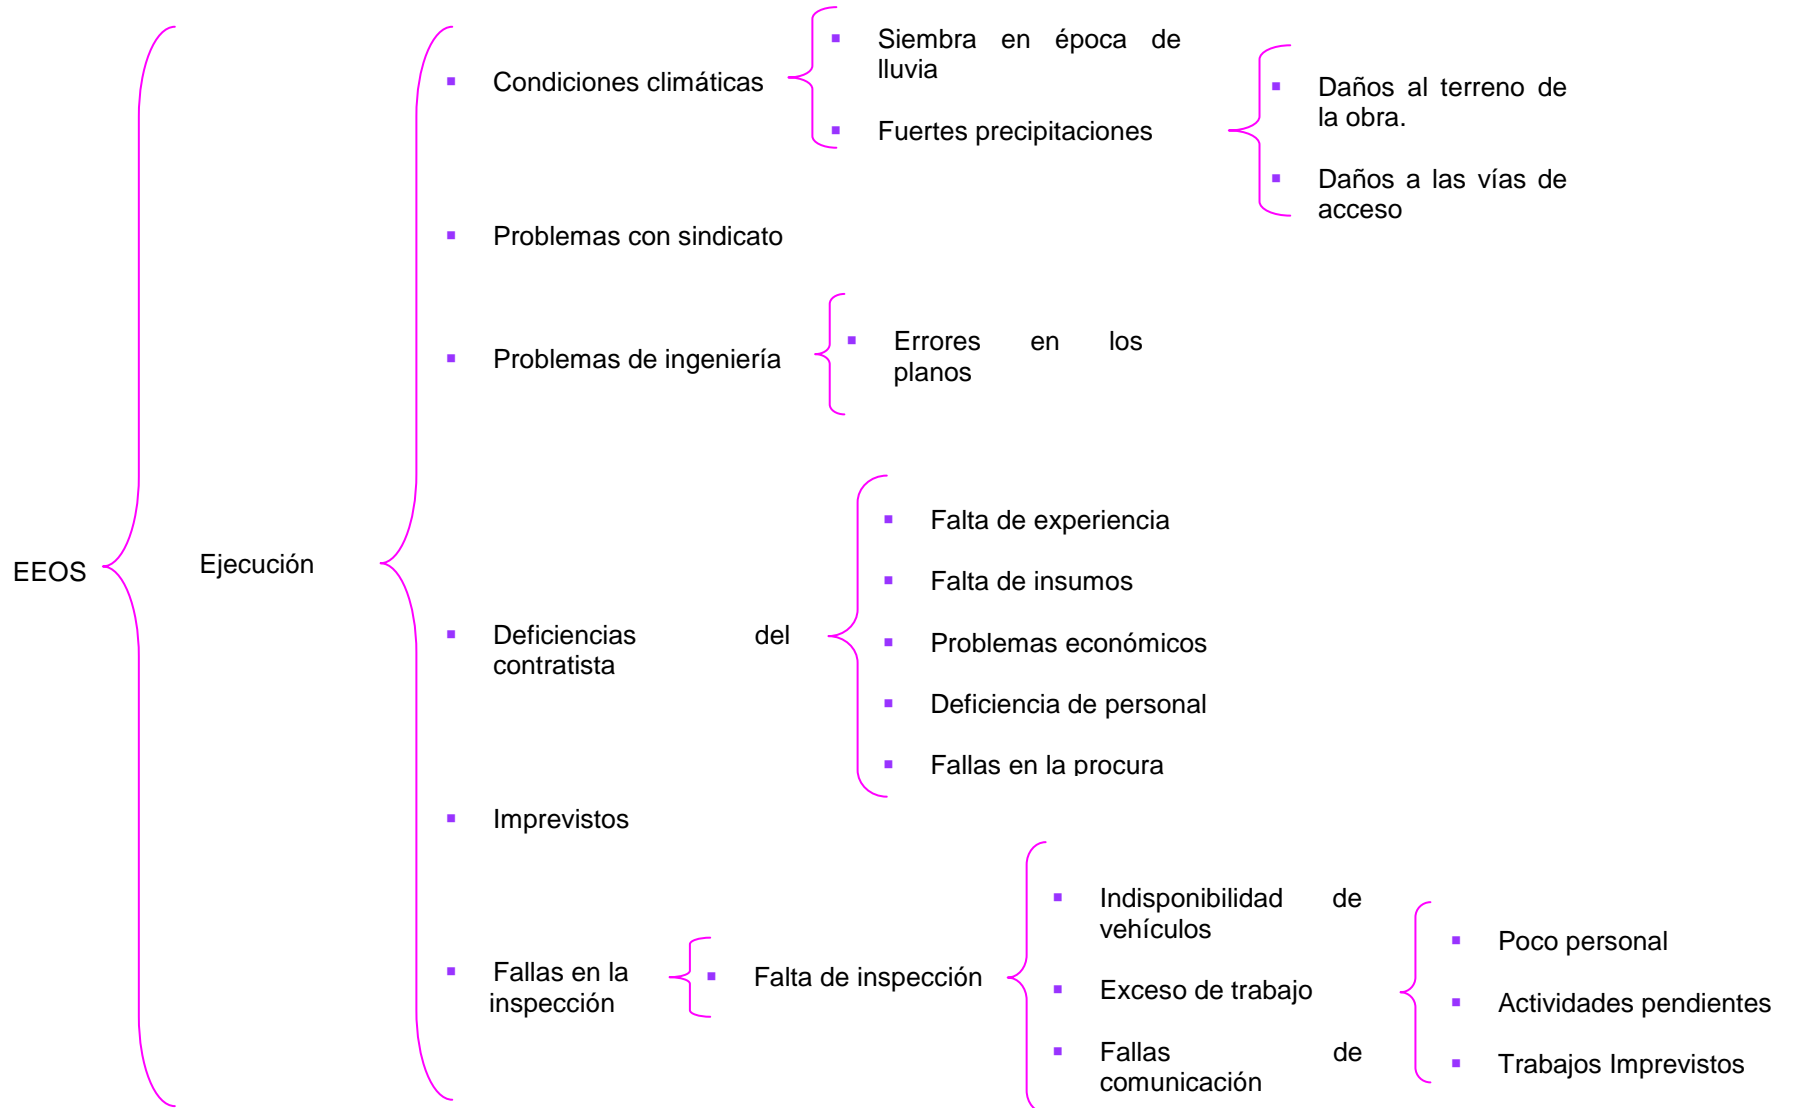 EEOS
Ejecución
Condiciones climáticas
Siembra en época de
lluvia
Fuertes precipitaciones
Daños al terreno de
la obra.
Daños a las vías de
acceso
Problemas con sindicato
Problemas de ingeniería
Errores en los
planos
Deficiencias del
contratista
Falta de experiencia
Falta de insumos
Problemas económicos
Deficiencia de personal
Fallas en la procura
Imprevistos
Fallas en la
inspección
Falta de inspección
Indisponibilidad de
vehículos
Exceso de trabajo
Fallas de
comunicación
Poco personal
Actividades pendientes
Trabajos Imprevistos